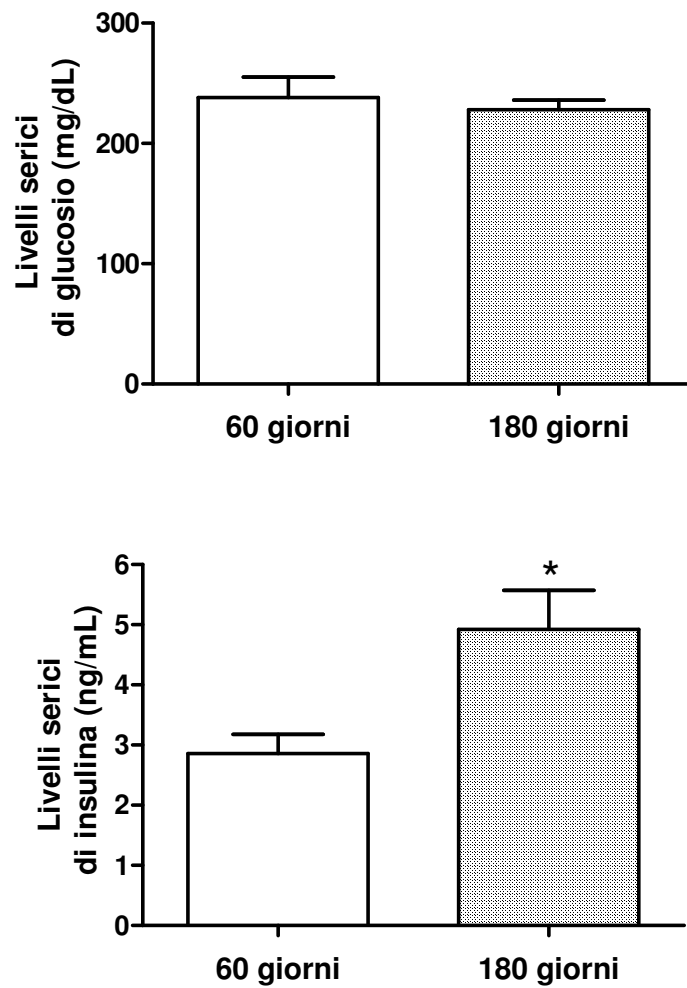 Livelli serici
di glucosio (mg/dL)
300
200
100
0
60 giorni
180 giorni
Livelli serici
di insulina (ng/mL)
6
5
4
3
2
1
0
*
60 giorni
180 giorni